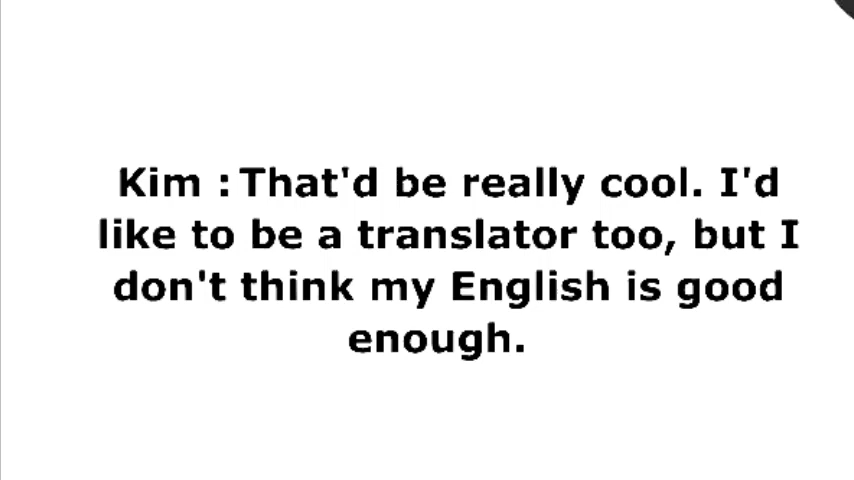 Kim : That'd be really cool. I'd
like to be a translator too, but I
don't think my English is good
enough.